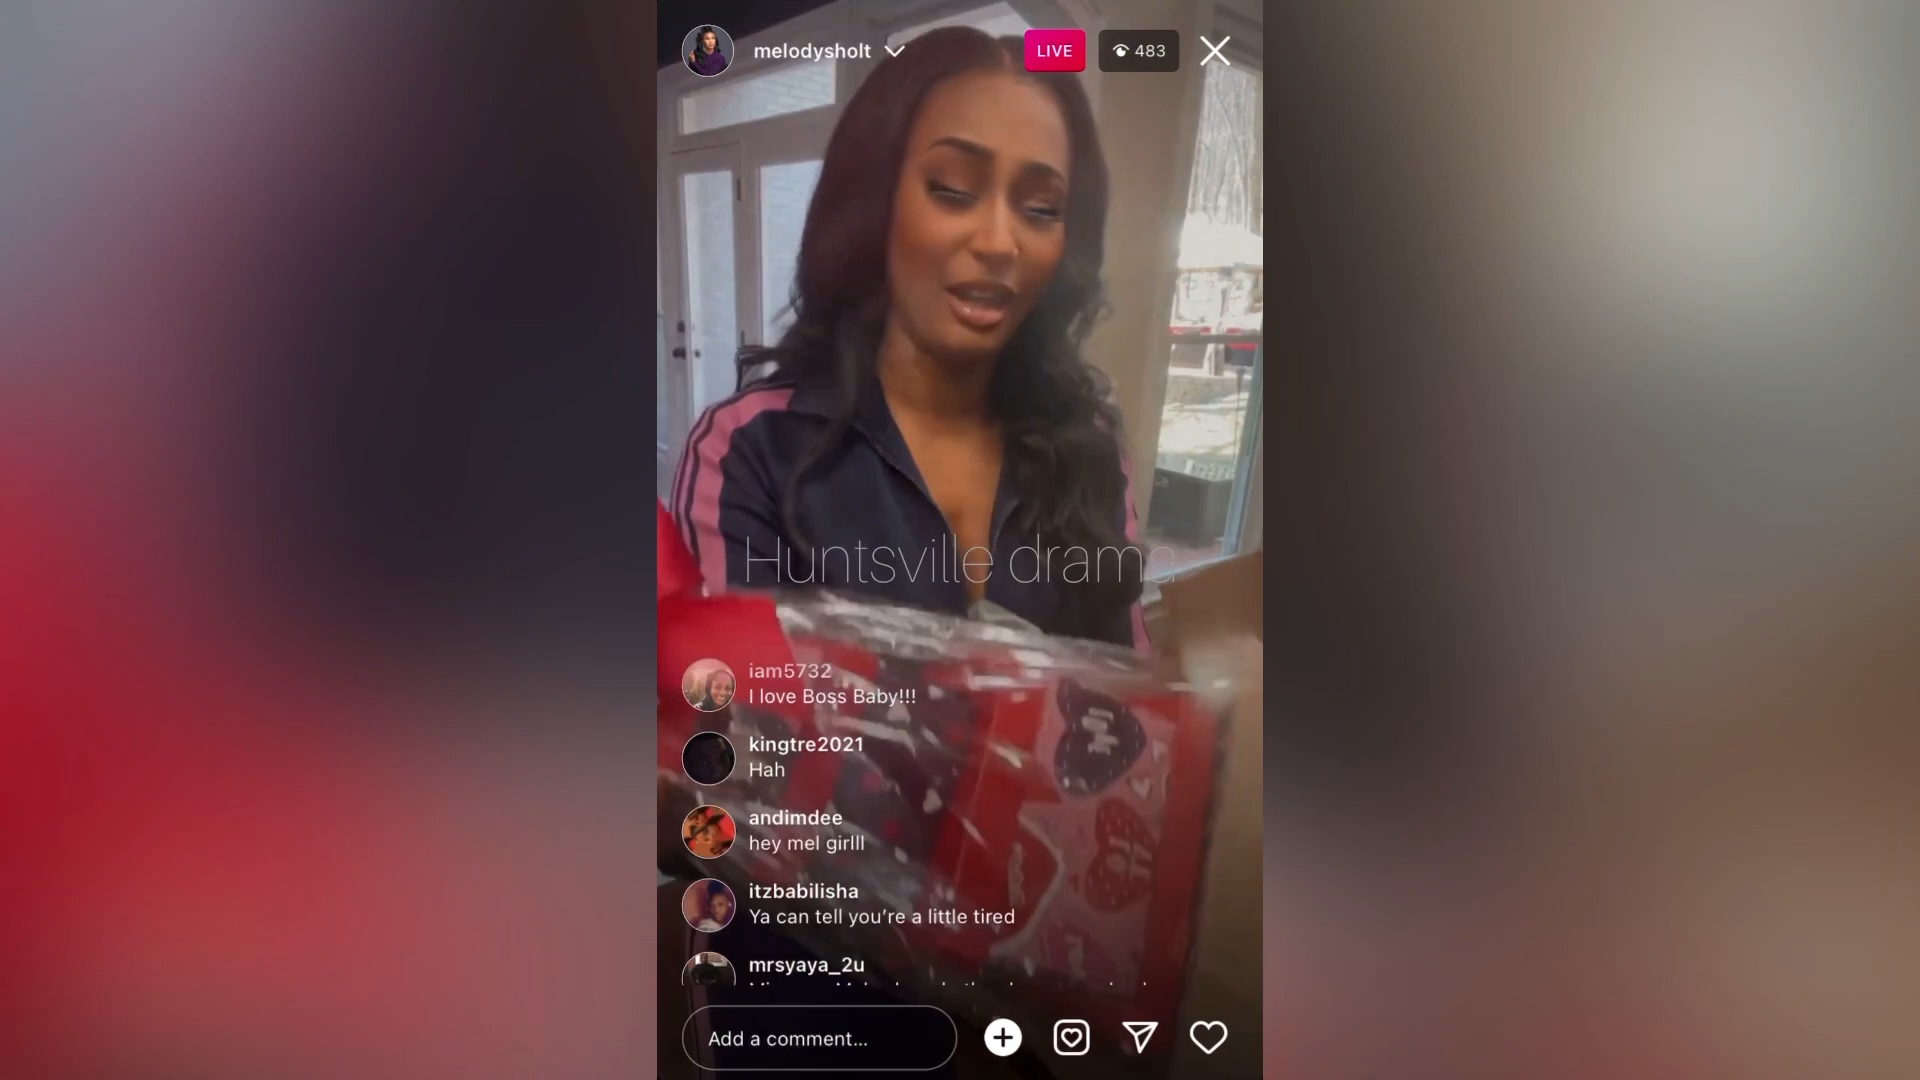 melodysholt
LIVE
483
Huntsville drama
iam5732
I love Boss Baby!!!
kingtre2021
Hah
andimdee
hey mel girlll
itzbabilisha
Ya can tell you’re a little tired
mrsyaya_2u
Add a comment...